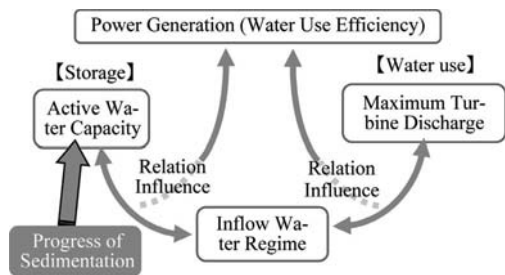 Power Generation (Water Use Efficiency)
【Storage】
Active Wa-
ter Capacity
【Water use】
Maximum Tur-
bine Discharge
Relation
Influence
Relation
Influence
Inflow Wa-
ter Regime
Progress of
Sedimentation